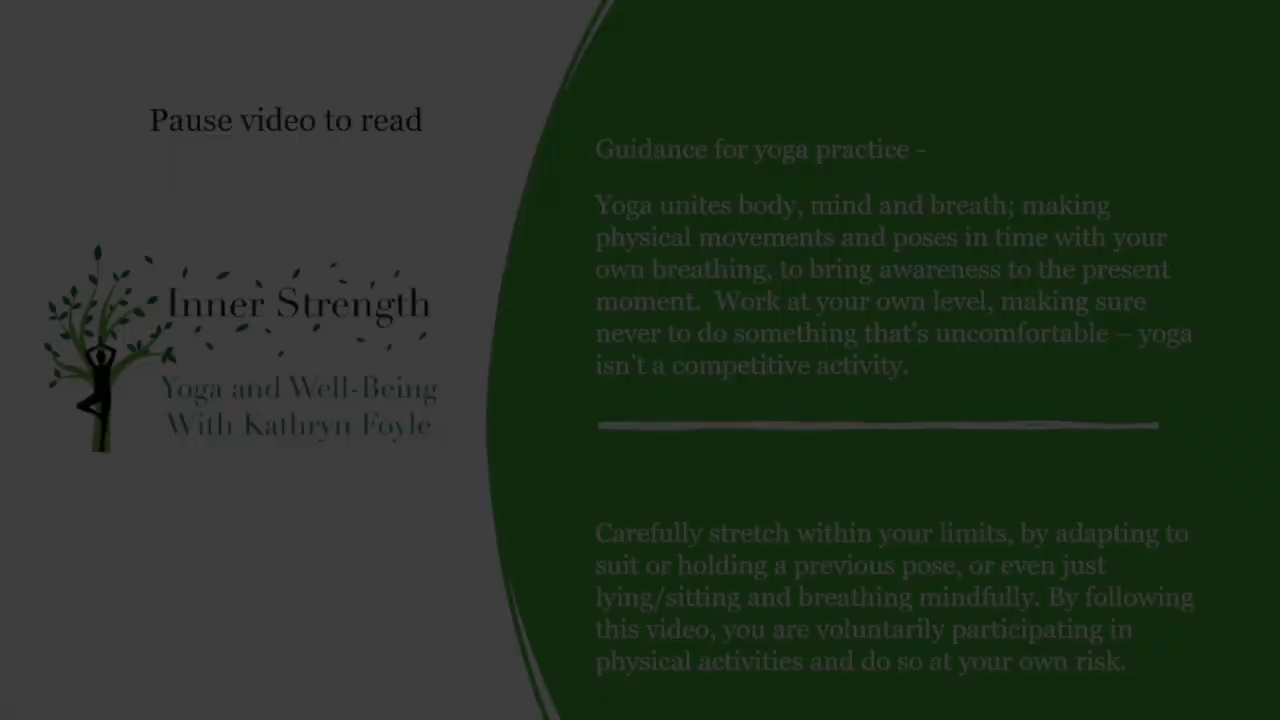 Pause video to read
Inner Strength
Yoga and Well-Being
With Kathryn Foyle
Guidance for yoga practice -
Yoga unites body, mind and breath; making
physical movements and poses in time with your
own breathing, to bring awareness to the present
moment.  Work at your own level, making sure
never to do something that's uncomfortable – yoga
isn't a competitive activity.
Carefully stretch within your limits, by adapting to
suit or holding a previous pose, or even just
lying/sitting and breathing mindfully. By following
this video, you are voluntarily participating in
physical activities and do so at your own risk.